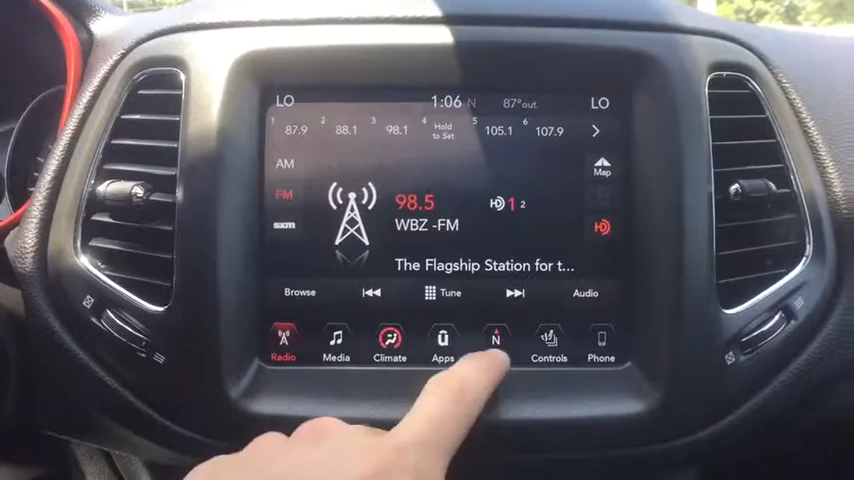 LO 1:06 N 87°out. LO
1 2 3 4 5 6
87.9 88.1 98.1 Hold to Set 105.1 107.9
AM
Map
FM
98.5 HD 1 2
sxm
WBZ -FM
HD
The Flagship Station for t...
Browse Tune Audio
N
Radio Media Climate Apps Controls Phone